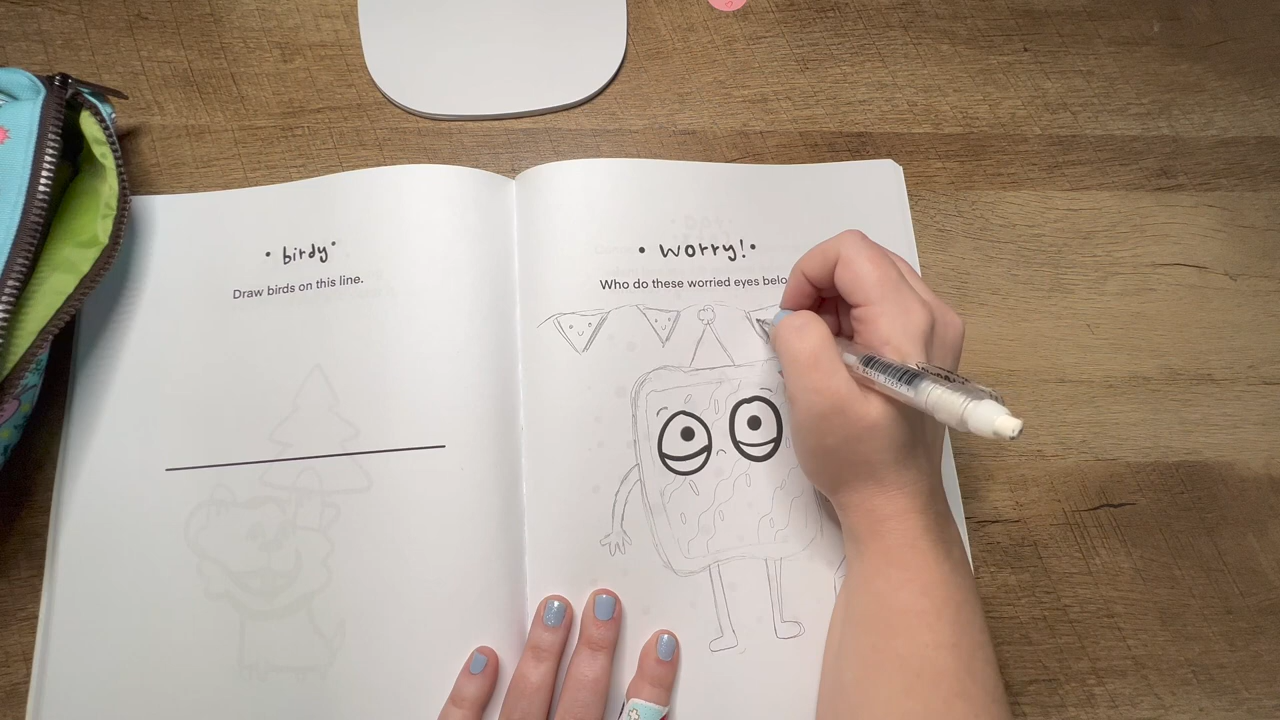 • birdy •
Draw birds on this line.
• worry! •
Who do these worried eyes belo